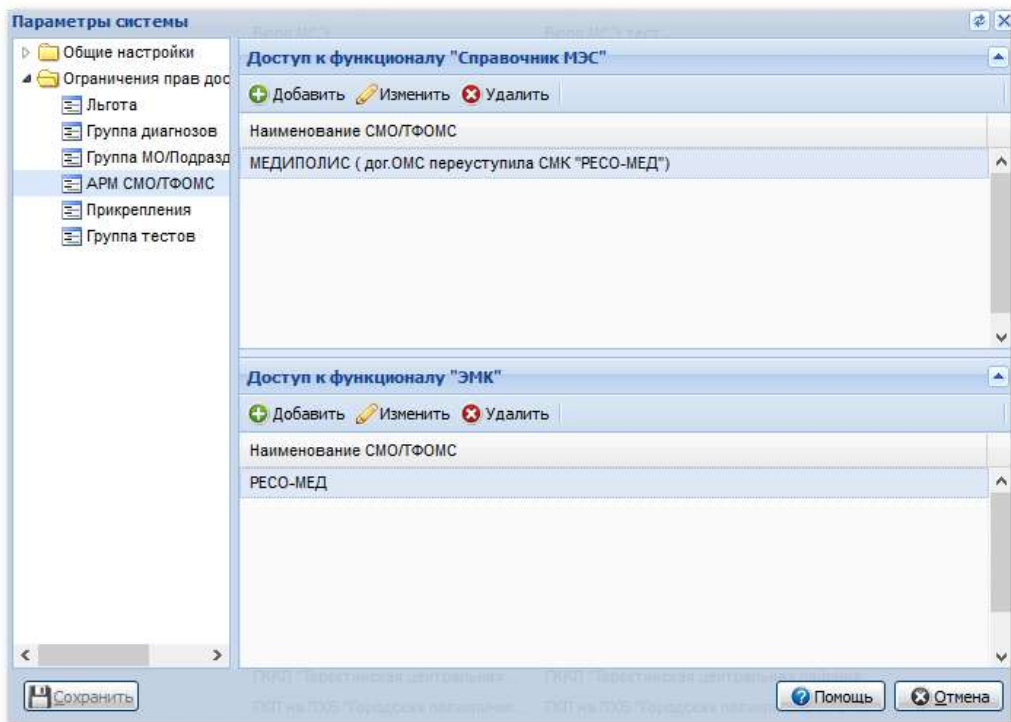 Параметры системы
Общие настройки
Ограничения прав дос
Льгота
Группа диагнозов
Группа МО/Подразд
АРМ СМО/ТФОМС
Прикрепления
Группа тестов
Доступ к функционалу "Справочник МЭС"
Добавить Изменить Удалить
Наименование СМО/ТФОМС
МЕДИПОЛИС ( дог.ОМС переуступила СМК "РЕСО-МЕД")
Доступ к функционалу "ЭМК"
Добавить Изменить Удалить
Наименование СМО/ТФОМС
РЕСО-МЕД
Сохранить
Помощь
Отмена